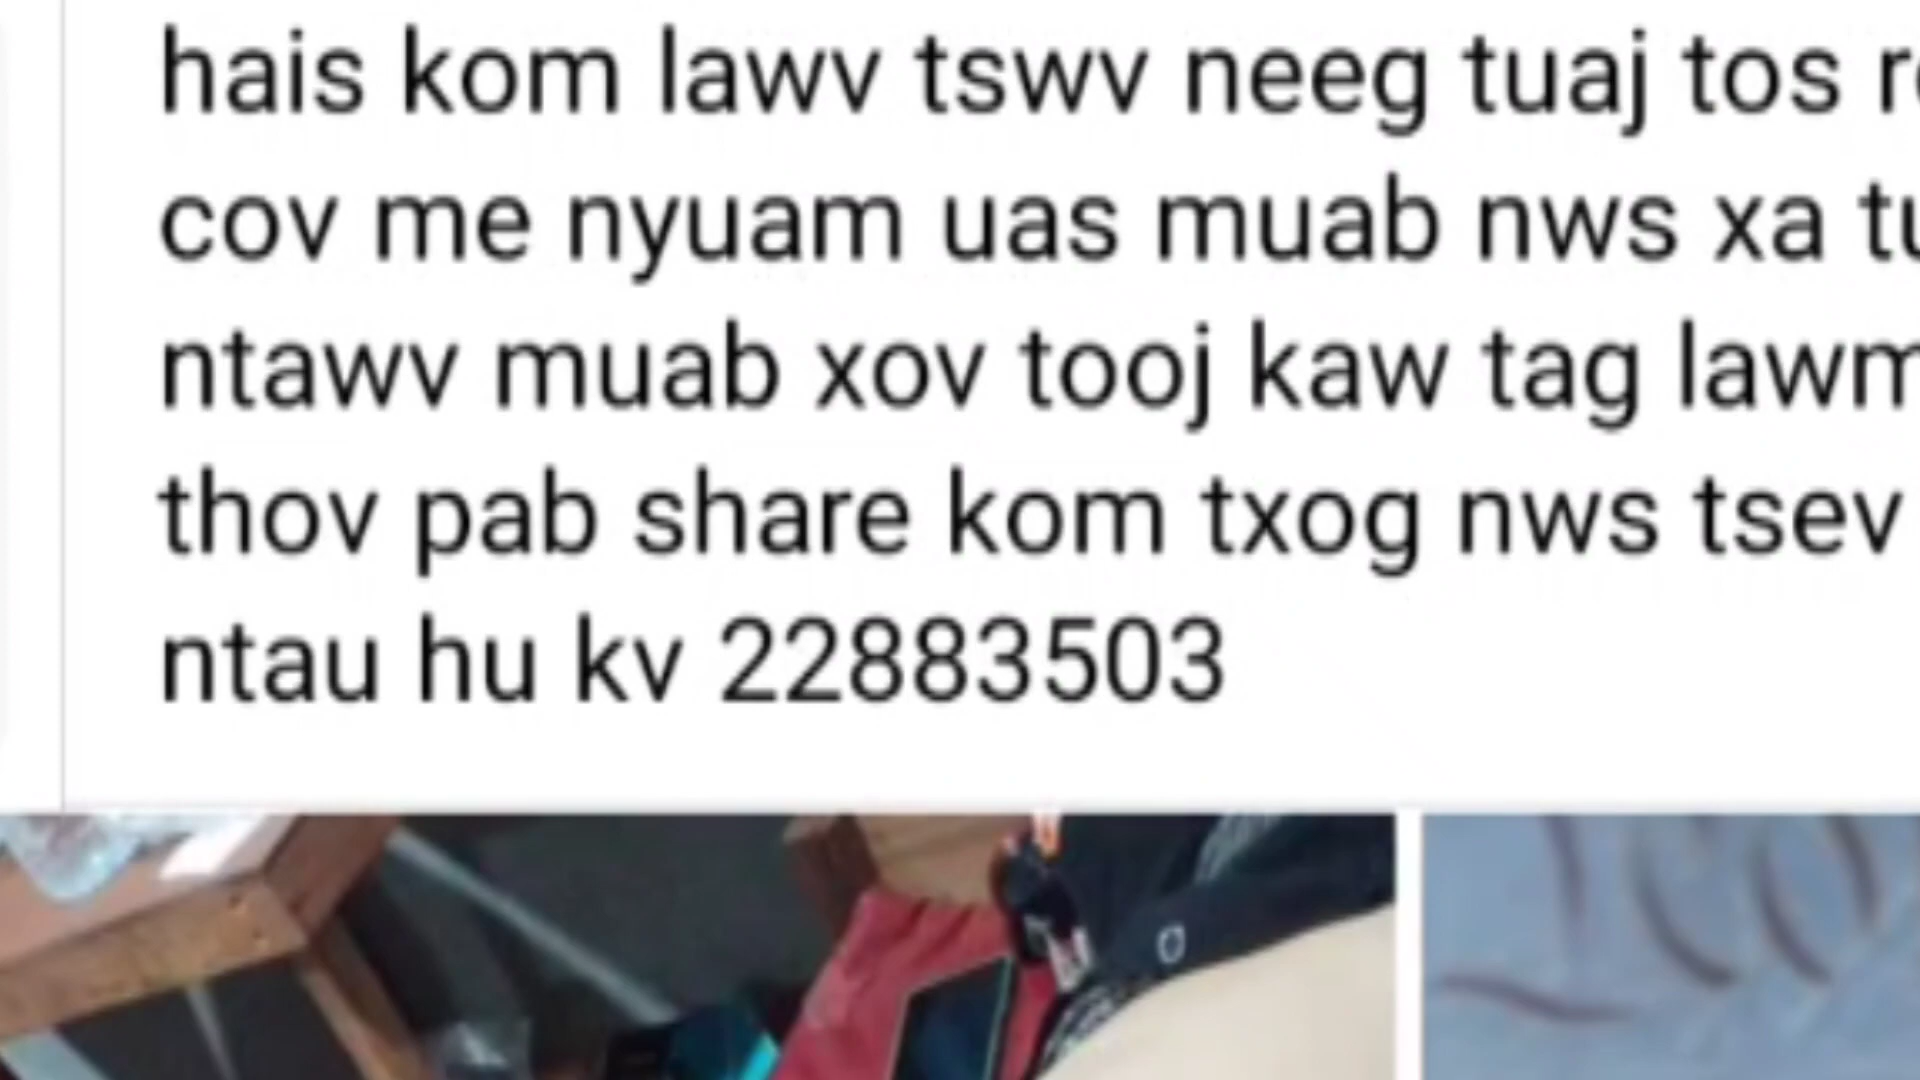 hais kom lawv tswv neeg tuaj tos
cov me nyuam uas muab nws xa
ntawv muab xov tooj kaw tag lawm
thov pab share kom txog nws tsev
ntau hu kv 22883503